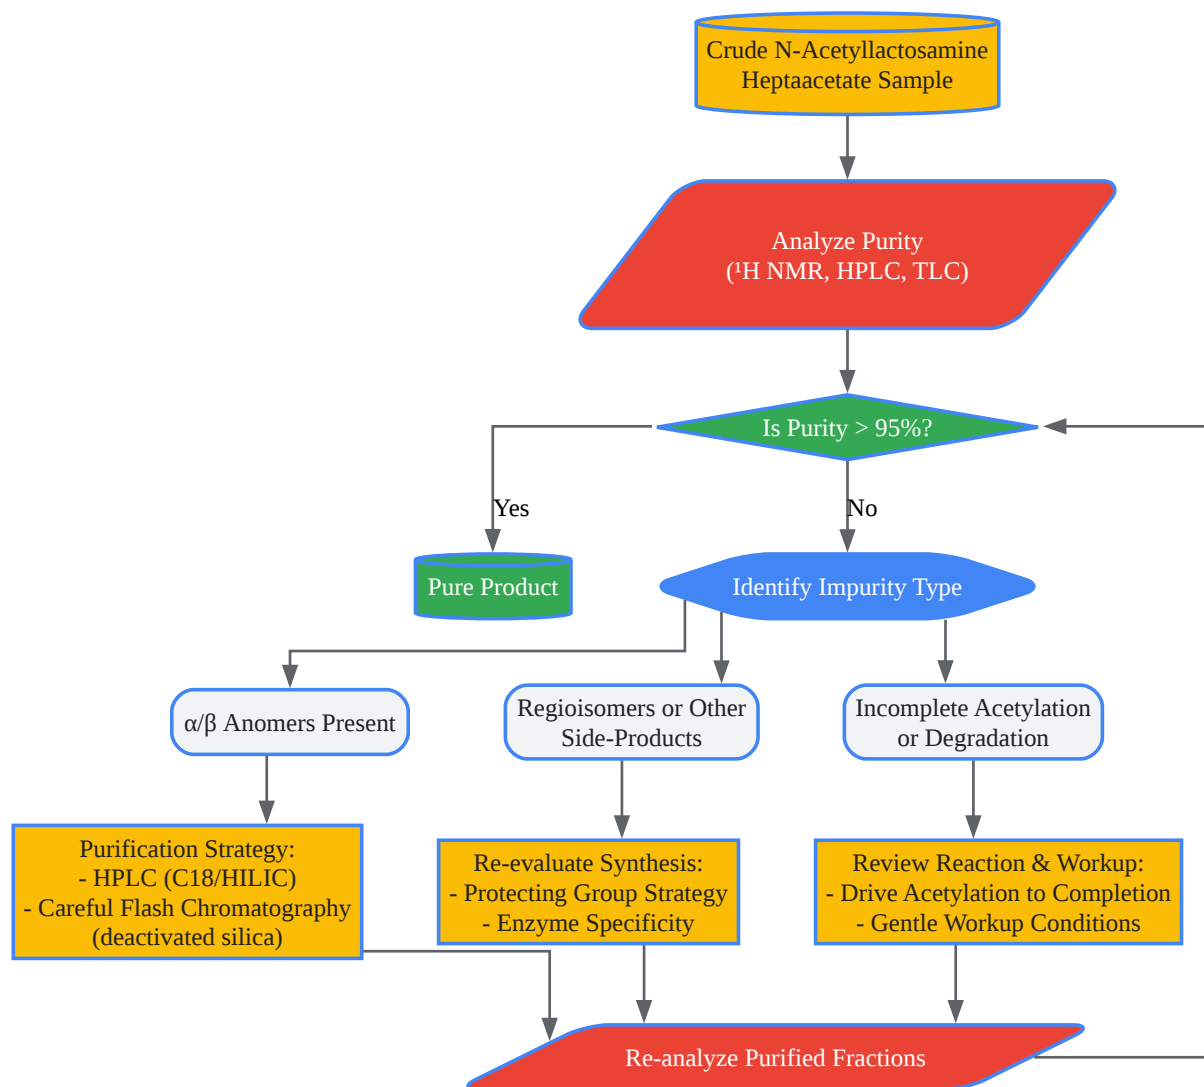 Crude N-Acetyllactosamine
Heptaacetate Sample
Analyze Purity
(¹H NMR, HPLC, TLC)
Is Purity > 95%?
Yes
No
Pure Product
Identify Impurity Type
α/β Anomers Present
Regioisomers or Other
Side-Products
Incomplete Acetylation
or Degradation
Purification Strategy:
- HPLC (C18/HILIC)
- Careful Flash Chromatography
(deactivated silica)
Re-evaluate Synthesis:
- Protecting Group Strategy
- Enzyme Specificity
Review Reaction & Workup:
- Drive Acetylation to Completion
- Gentle Workup Conditions
Re-analyze Purified Fractions